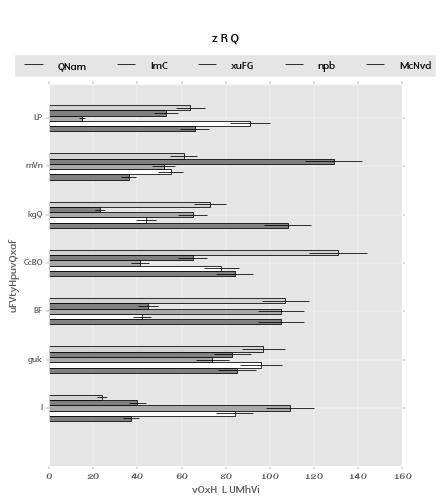 z R Q
QNam ImC xuFG npb McNvd
LP
mVn
kgQ
CcBO
BF
guk
I
uFVtyHpuvQxaf
0 20 40 60 80 100 120 140 160
vOxH L UMhVi